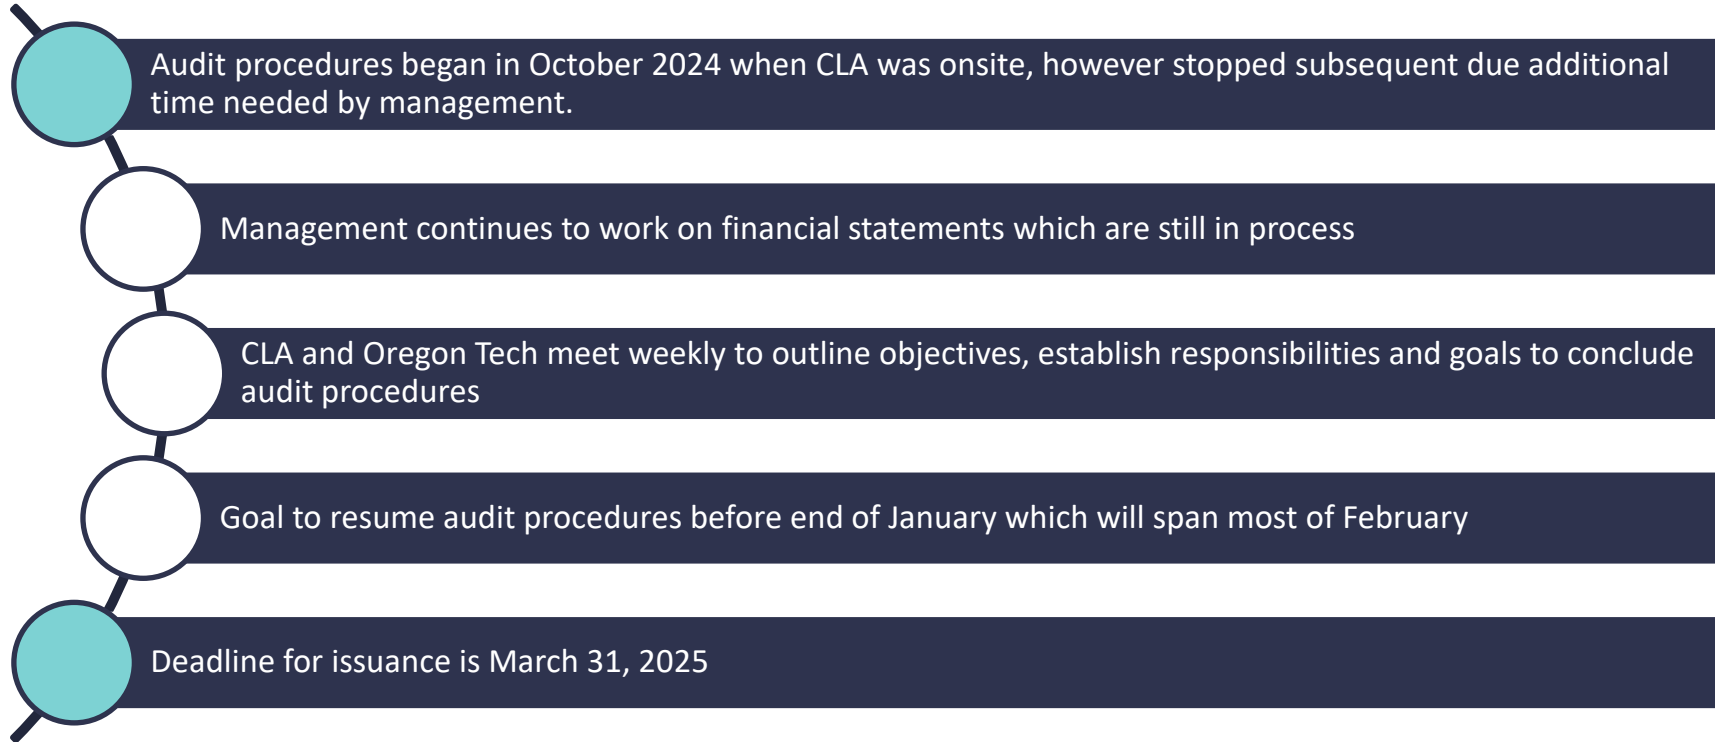 Audit procedures began in October 2024 when CLA was onsite, however stopped subsequent due additional
time needed by management.
Management continues to work on financial statements which are still in process
CLA and Oregon Tech meet weekly to outline objectives, establish responsibilities and goals to conclude
audit procedures
Goal to resume audit procedures before end of January which will span most of February
Deadline for issuance is March 31, 2025